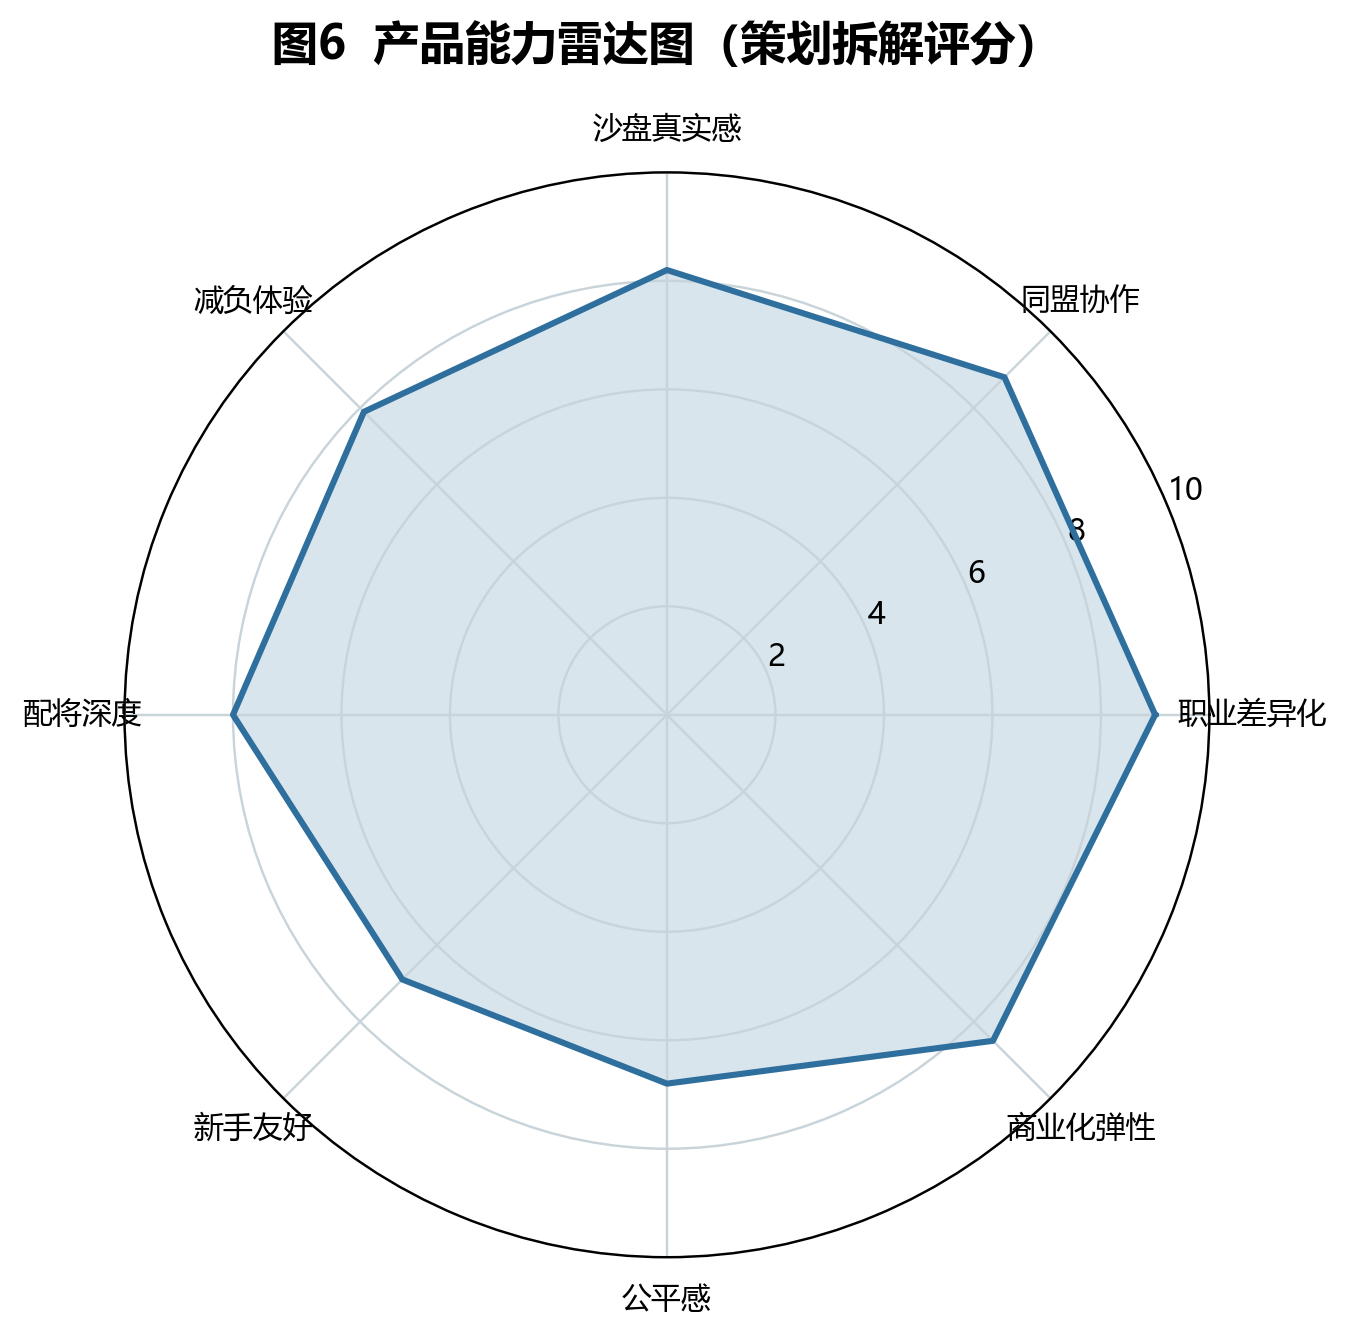 图6 产品能力雷达图（策划拆解评分）
沙盘真实感
减负体验
同盟协作
10
8
6
4
2
配将深度
职业差异化
新手友好
商业化弹性
公平感